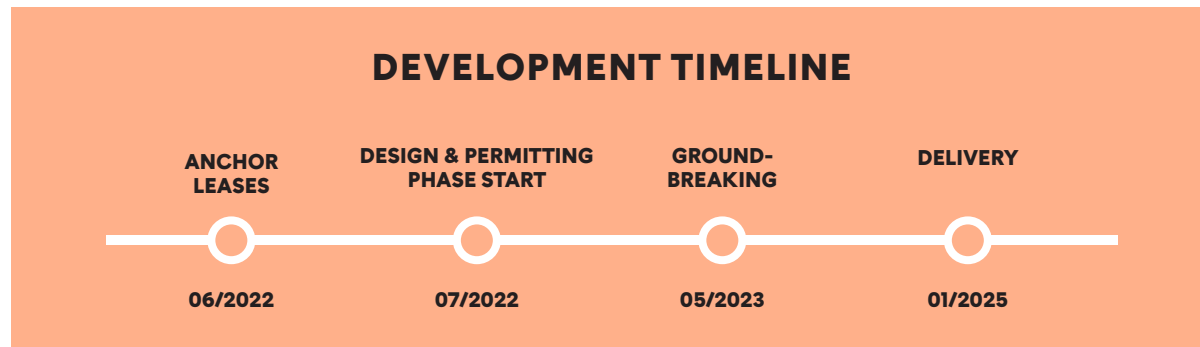 DEVELOPMENT TIMELINE
ANCHOR
LEASES
DESIGN & PERMITTING
PHASE START
GROUND-
BREAKING
DELIVERY
06/2022
07/2022
05/2023
01/2025